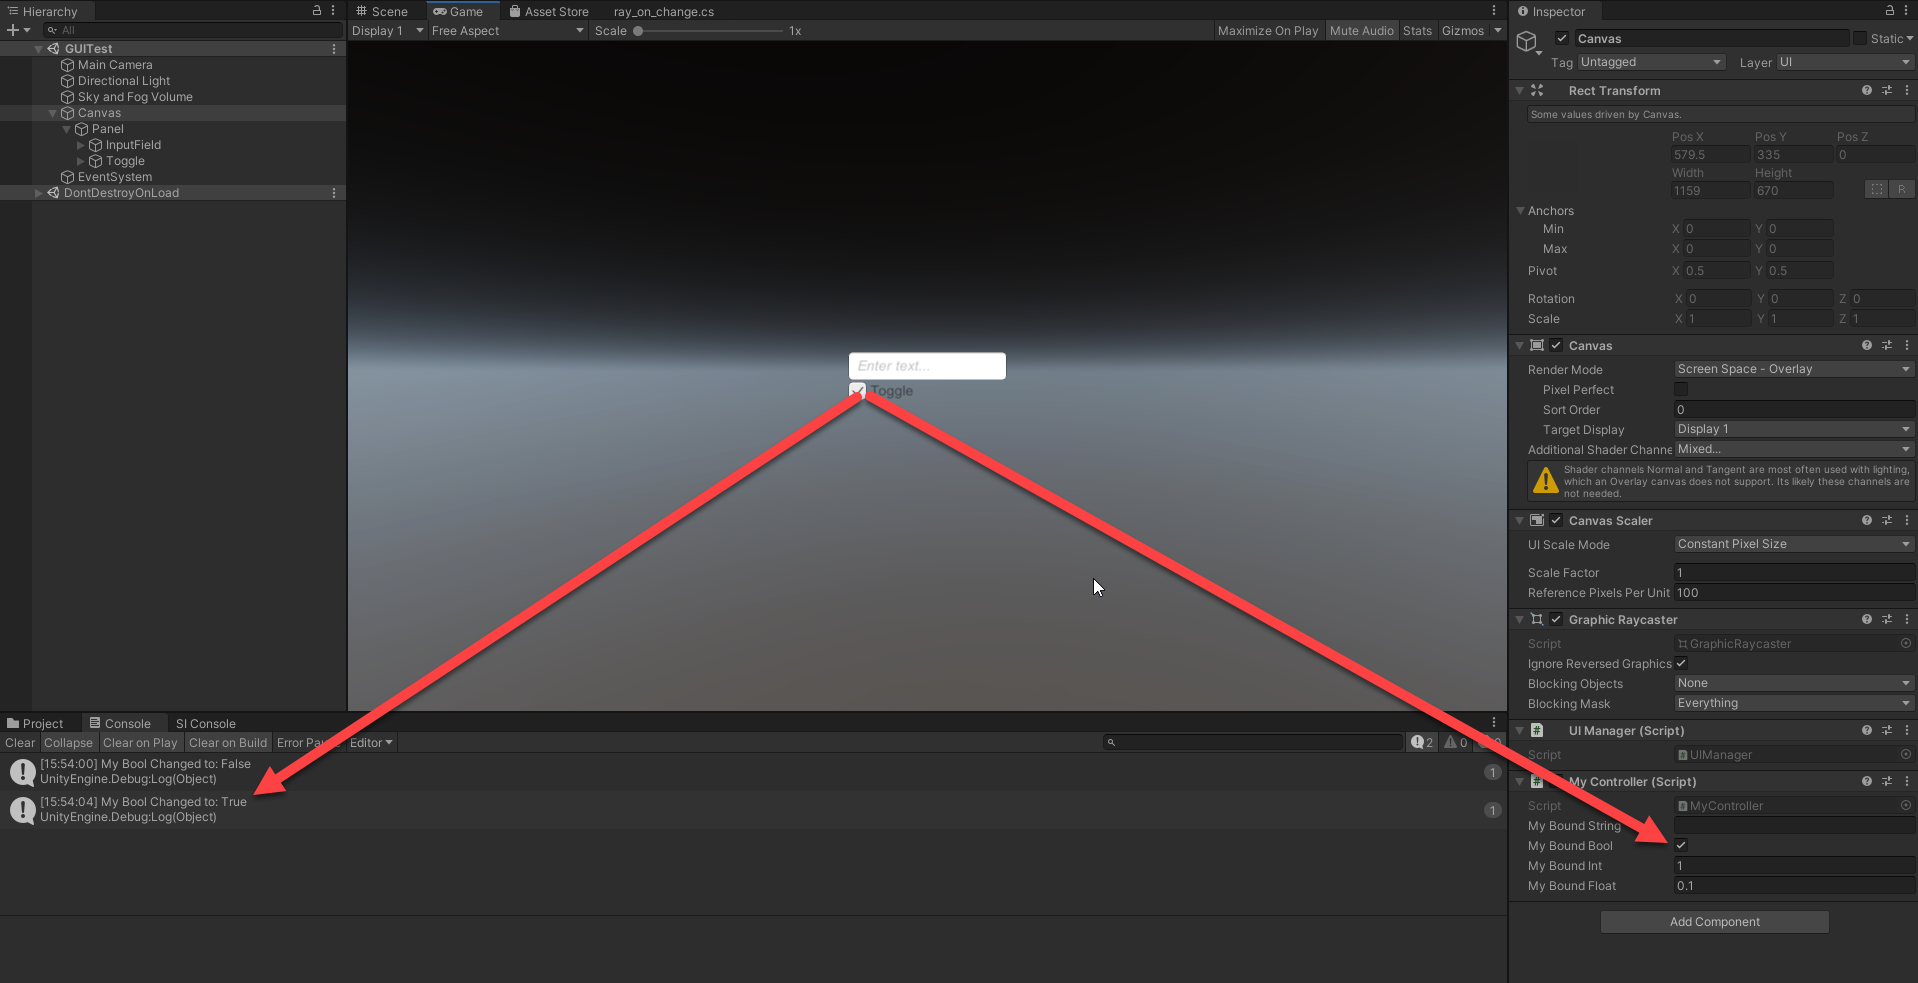 Hierarchy
All
GUITest
Main Camera
Directional Light
Sky and Fog Volume
Canvas
Panel
InputField
Toggle
EventSystem
DontDestroyOnLoad
Scene Game Asset Store ray_on_change.cs
Display 1 Free Aspect Scale 1x Maximize On Play Mute Audio Stats Gizmos
Enter text...
Toggle
Project Console SI Console
Clear Collapse Clear on Play Clear on Build Error Editor 2 0
[15:54:00] My Bool Changed to: False
UnityEngine.Debug:Log(Object)
1
[15:54:04] My Bool Changed to: True
UnityEngine.Debug:Log(Object)
1
Inspector
Canvas Static
Tag Untagged Layer UI
Rect Transform
Some values driven by Canvas.
Pos X Pos Y Pos Z
579.5 335 0
Width Height
1159 670 R
Anchors
Min X 0 Y 0
Max X 0 Y 0
Pivot X 0.5 Y 0.5
Rotation X 0 Y 0 Z 0
Scale X 1 Y 1 Z 1
Canvas
Render Mode Screen Space - Overlay
Pixel Perfect
Sort Order 0
Target Display Display 1
Additional Shader Channe Mixed...
Shader channels Normal and Tangent are most often used with lighting,
which an Overlay canvas does not support. Its likely these channels are
not needed.
Canvas Scaler
UI Scale Mode Constant Pixel Size
Scale Factor 1
Reference Pixels Per Unit 100
Graphic Raycaster
Script GraphicRaycaster
Ignore Reversed Graphics
Blocking Objects None
Blocking Mask Everything
UI Manager (Script)
Script UIManager
My Controller (Script)
Script MyController
My Bound String
My Bound Bool
My Bound Int 1
My Bound Float 0.1
Add Component